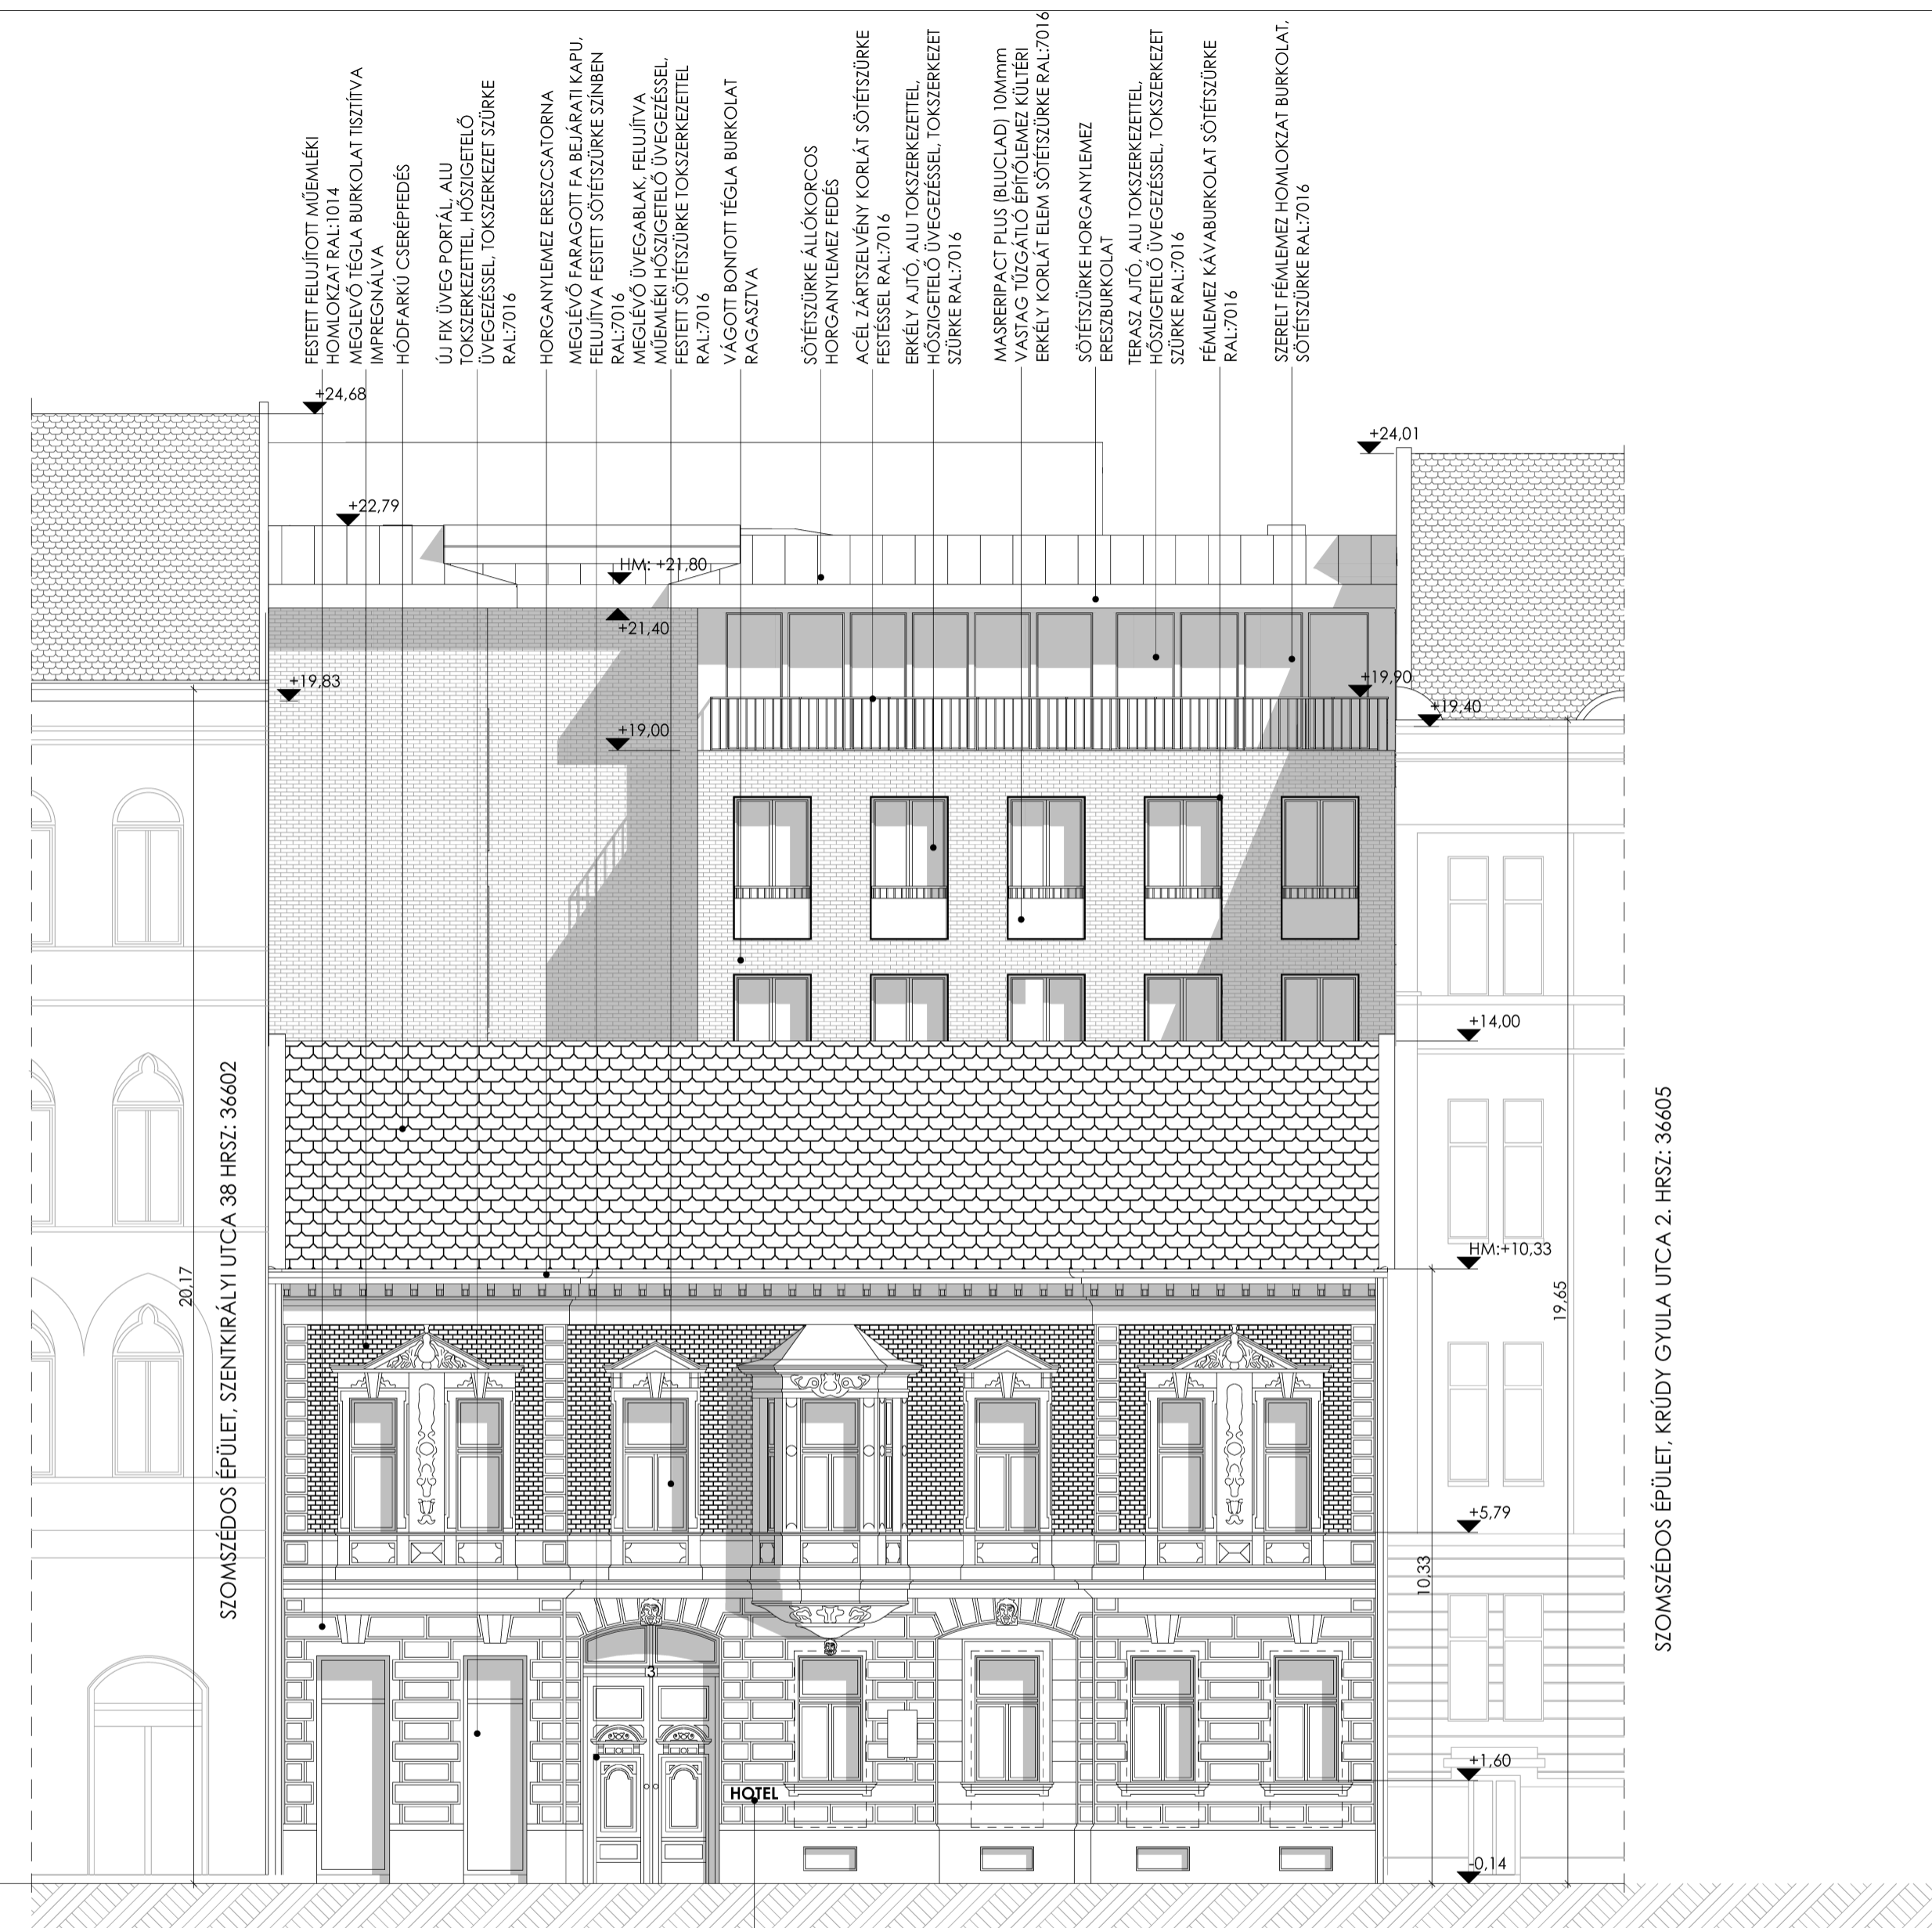 FESTETT FELUJÍTOTT MŰEMLÉKI
HOMLOKZAT RAL:1014
MEGLEVŐ TÉGLA BURKOLAT TISZTÍTVA
IMPREGNÁLVA
HÓDFARKÚ CSERÉPFEDÉS
ÚJ FIX ÜVEG PORTÁL, ALU
TOKSZERKEZETTEL, HŐSZIGETELŐ
ÜVEGEZÉSSEL, TOKSZERKEZET SZÜRKE
RAL:7016
HORGANYLEMEZ ERESZCSATORNA
MEGLÉVŐ FARAGOTT FA BEJÁRATI KAPU,
FELUJÍTVA FESTETT SÖTÉTSZÜRKE SZÍNBEN
RAL:7016
MEGLÉVŐ ÜVEGABLAK, FELUJÍTVA
MŰEMLÉKI HŐSZIGETELŐ ÜVEGEZÉSSEL,
FESTETT SÖTÉTSZÜRKE TOKSZERKEZETTEL
RAL:7016
VÁGOTT BONTOTT TÉGLA BURKOLAT
RAGASZTVA
SÖTÉTSZÜRKE ÁLLÓKORCOS
HORGANYLEMEZ FEDÉS
ACÉL ZÁRTSZELVÉNY KORLÁT SÖTÉTSZÜRKE
FESTÉSSEL RAL:7016
ERKÉLY AJTÓ, ALU TOKSZERKEZETTEL,
HŐSZIGETELŐ ÜVEGEZÉSSEL, TOKSZERKEZET
SZÜRKE RAL:7016
MASRERIPACT PLUS (BLUCLAD) 10Mmm
VASTAG TŰZGÁTLÓ ÉPÍTŐLEMEZ KÜLTÉRI
ERKÉLY KORLÁT ELEM SÖTÉTSZÜRKE RAL:7016
SÖTÉTSZÜRKE HORGANYLEMEZ
ERESZBURKOLAT
TERASZ AJTÓ, ALU TOKSZERKEZETTEL,
HŐSZIGETELŐ ÜVEGEZÉSSEL, TOKSZERKEZET
SZÜRKE RAL:7016
FÉMLEMEZ KÁVABURKOLAT SÖTÉTSZÜRKE
RAL:7016
SZERELT FÉMLEMEZ HOMLOKZAT BURKOLAT,
SÖTÉTSZÜRKE RAL:7016
+24,68
+24,01
+22,79
HM: +21,80
+21,40
+19,83
+19,90
+19,40
+19,00
+14,00
SZOMSZÉDOS ÉPÜLET, SZENTKIRÁLYI UTCA 38 HRSZ: 36602
SZOMSZÉDOS ÉPÜLET, KRÚDY GYULA UTCA 2. HRSZ: 36605
20,17
HM:+10,33
19,65
+5,79
10,33
3
+1,60
HOTEL
-0,14